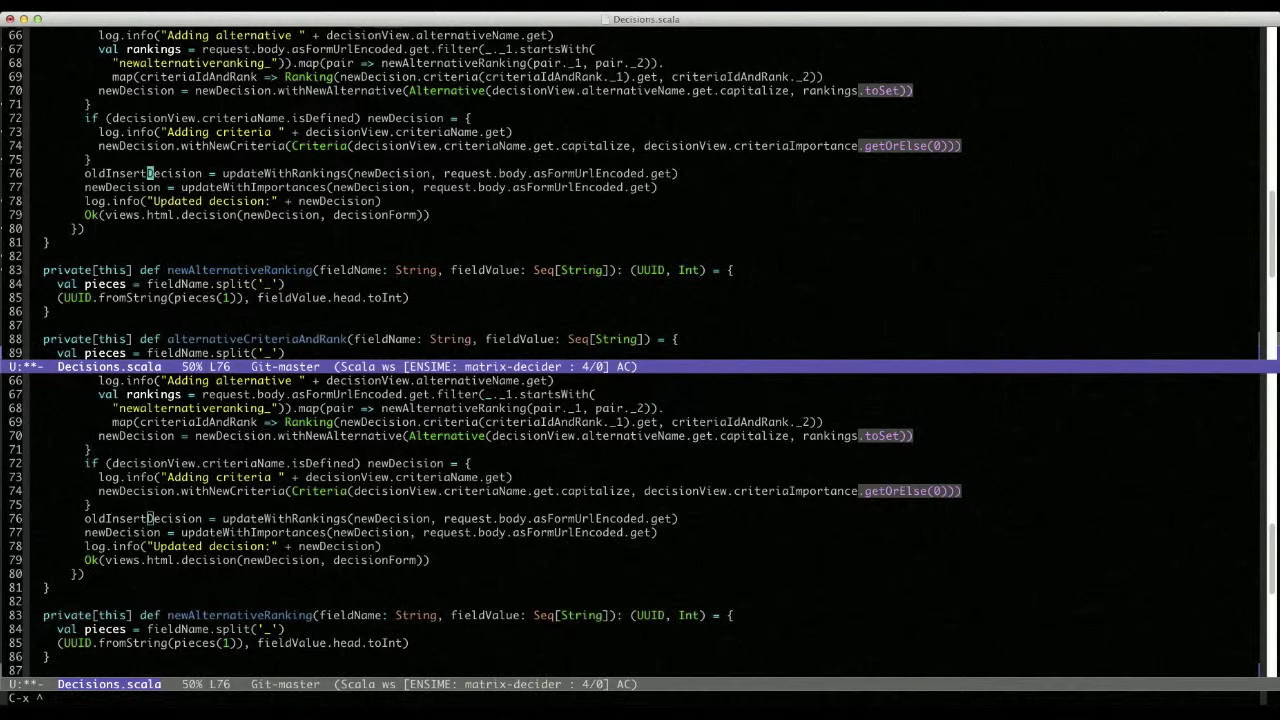 Decisions.scala
66          log.info("Adding alternative " + decisionView.alternativeName.get)
67          val rankings = request.body.asFormUrlEncoded.get.filter(_._1.startsWith(
68            "newalternativeranking_")).map(pair => newAlternativeRanking(pair._1, pair._2)).
69            map(criteriaIdAndRank => Ranking(newDecision.criteria(criteriaIdAndRank._1).get, criteriaIdAndRank._2))
70          newDecision = newDecision.withNewAlternative(Alternative(decisionView.alternativeName.get.capitalize, rankings.toSet))
71        }
72        if (decisionView.criteriaName.isDefined) newDecision = {
73          log.info("Adding criteria " + decisionView.criteriaName.get)
74          newDecision.withNewCriteria(Criteria(decisionView.criteriaName.get.capitalize, decisionView.criteriaImportance.getOrElse(0)))
75        }
76        oldInsertDecision = updateWithRankings(newDecision, request.body.asFormUrlEncoded.get)
77        newDecision = updateWithImportances(newDecision, request.body.asFormUrlEncoded.get)
78        log.info("Updated decision:" + newDecision)
79        Ok(views.html.decision(newDecision, decisionForm))
80      })
81  }
82
83  private[this] def newAlternativeRanking(fieldName: String, fieldValue: Seq[String]): (UUID, Int) = {
84    val pieces = fieldName.split('_')
85    (UUID.fromString(pieces(1)), fieldValue.head.toInt)
86  }
87
88  private[this] def alternativeCriteriaAndRank(fieldName: String, fieldValue: Seq[String]) = {
89    val pieces = fieldName.split('_')
U:**-  Decisions.scala   50% L76   Git-master  (Scala ws [ENSIME: matrix-decider : 4/0] AC)
66          log.info("Adding alternative " + decisionView.alternativeName.get)
67          val rankings = request.body.asFormUrlEncoded.get.filter(_._1.startsWith(
68            "newalternativeranking_")).map(pair => newAlternativeRanking(pair._1, pair._2)).
69            map(criteriaIdAndRank => Ranking(newDecision.criteria(criteriaIdAndRank._1).get, criteriaIdAndRank._2))
70          newDecision = newDecision.withNewAlternative(Alternative(decisionView.alternativeName.get.capitalize, rankings.toSet))
71        }
72        if (decisionView.criteriaName.isDefined) newDecision = {
73          log.info("Adding criteria " + decisionView.criteriaName.get)
74          newDecision.withNewCriteria(Criteria(decisionView.criteriaName.get.capitalize, decisionView.criteriaImportance.getOrElse(0)))
75        }
76        oldInsertDecision = updateWithRankings(newDecision, request.body.asFormUrlEncoded.get)
77        newDecision = updateWithImportances(newDecision, request.body.asFormUrlEncoded.get)
78        log.info("Updated decision:" + newDecision)
79        Ok(views.html.decision(newDecision, decisionForm))
80      })
81  }
82
83  private[this] def newAlternativeRanking(fieldName: String, fieldValue: Seq[String]): (UUID, Int) = {
84    val pieces = fieldName.split('_')
85    (UUID.fromString(pieces(1)), fieldValue.head.toInt)
86  }
87
U:**-  Decisions.scala   50% L76   Git-master  (Scala ws [ENSIME: matrix-decider : 4/0] AC)
C-x ^